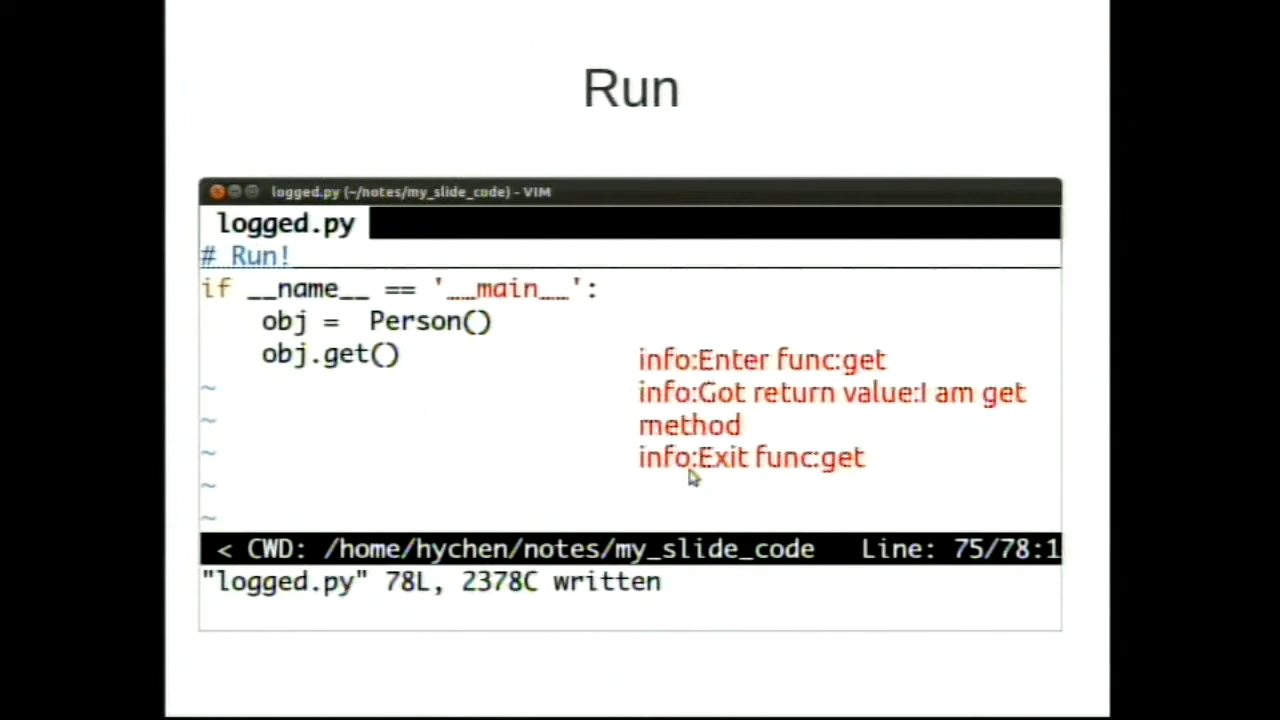 Run
logged.py (~/notes/my_slide_code) - VIM
logged.py
# Run!
if __name__ == '__main__':
obj =  Person()
obj.get()
info:Enter func:get
info:Got return value:I am get
method
info:Exit func:get
~
~
~
~
~
< CWD: /home/hychen/notes/my_slide_code   Line: 75/78:1
"logged.py" 78L, 2378C written